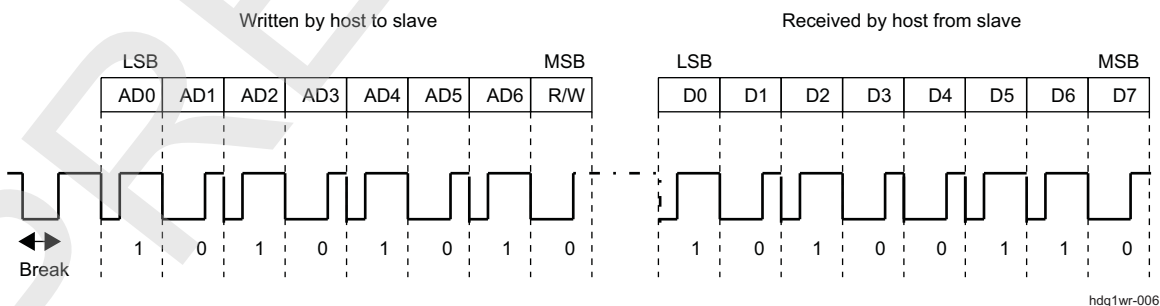 Written by host to slave Received by host from slave
LSB MSB LSB MSB
AD0 AD1 AD2 AD3 AD4 AD5 AD6 R/W D0 D1 D2 D3 D4 D5 D6 D7
1 0 1 0 1 0 1 0 1 0 1 0 0 1 1 0
Break
hdq1wr-006